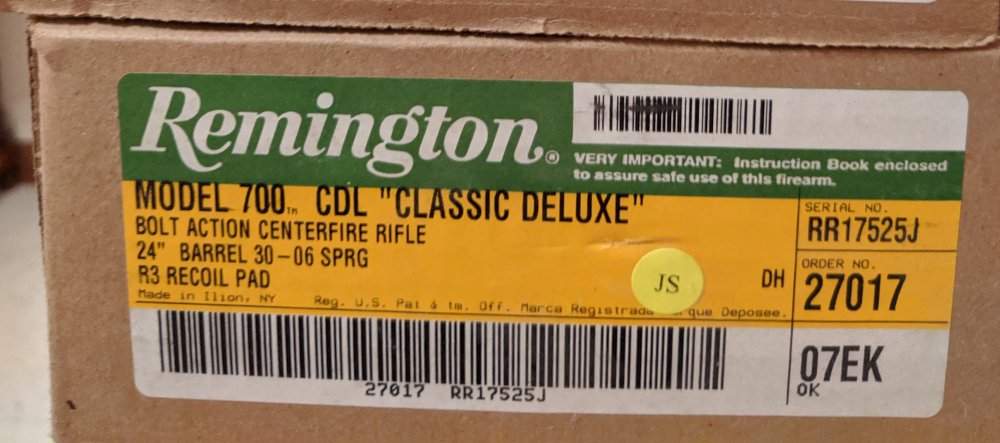 Remington®
VERY IMPORTANT: Instruction Book enclosed
to assure safe use of this firearm.
MODEL 700™ CDL "CLASSIC DELUXE"
BOLT ACTION CENTERFIRE RIFLE
24" BARREL 30-06 SPRG
R3 RECOIL PAD
DH
JS
Made in Ilion, NY Reg. U.S. Pat & tm. Off. Marca Registrada que Deposee.
SERIAL NO.
RR17525J
ORDER NO.
27017
07EK
OK
27017 RR17525J